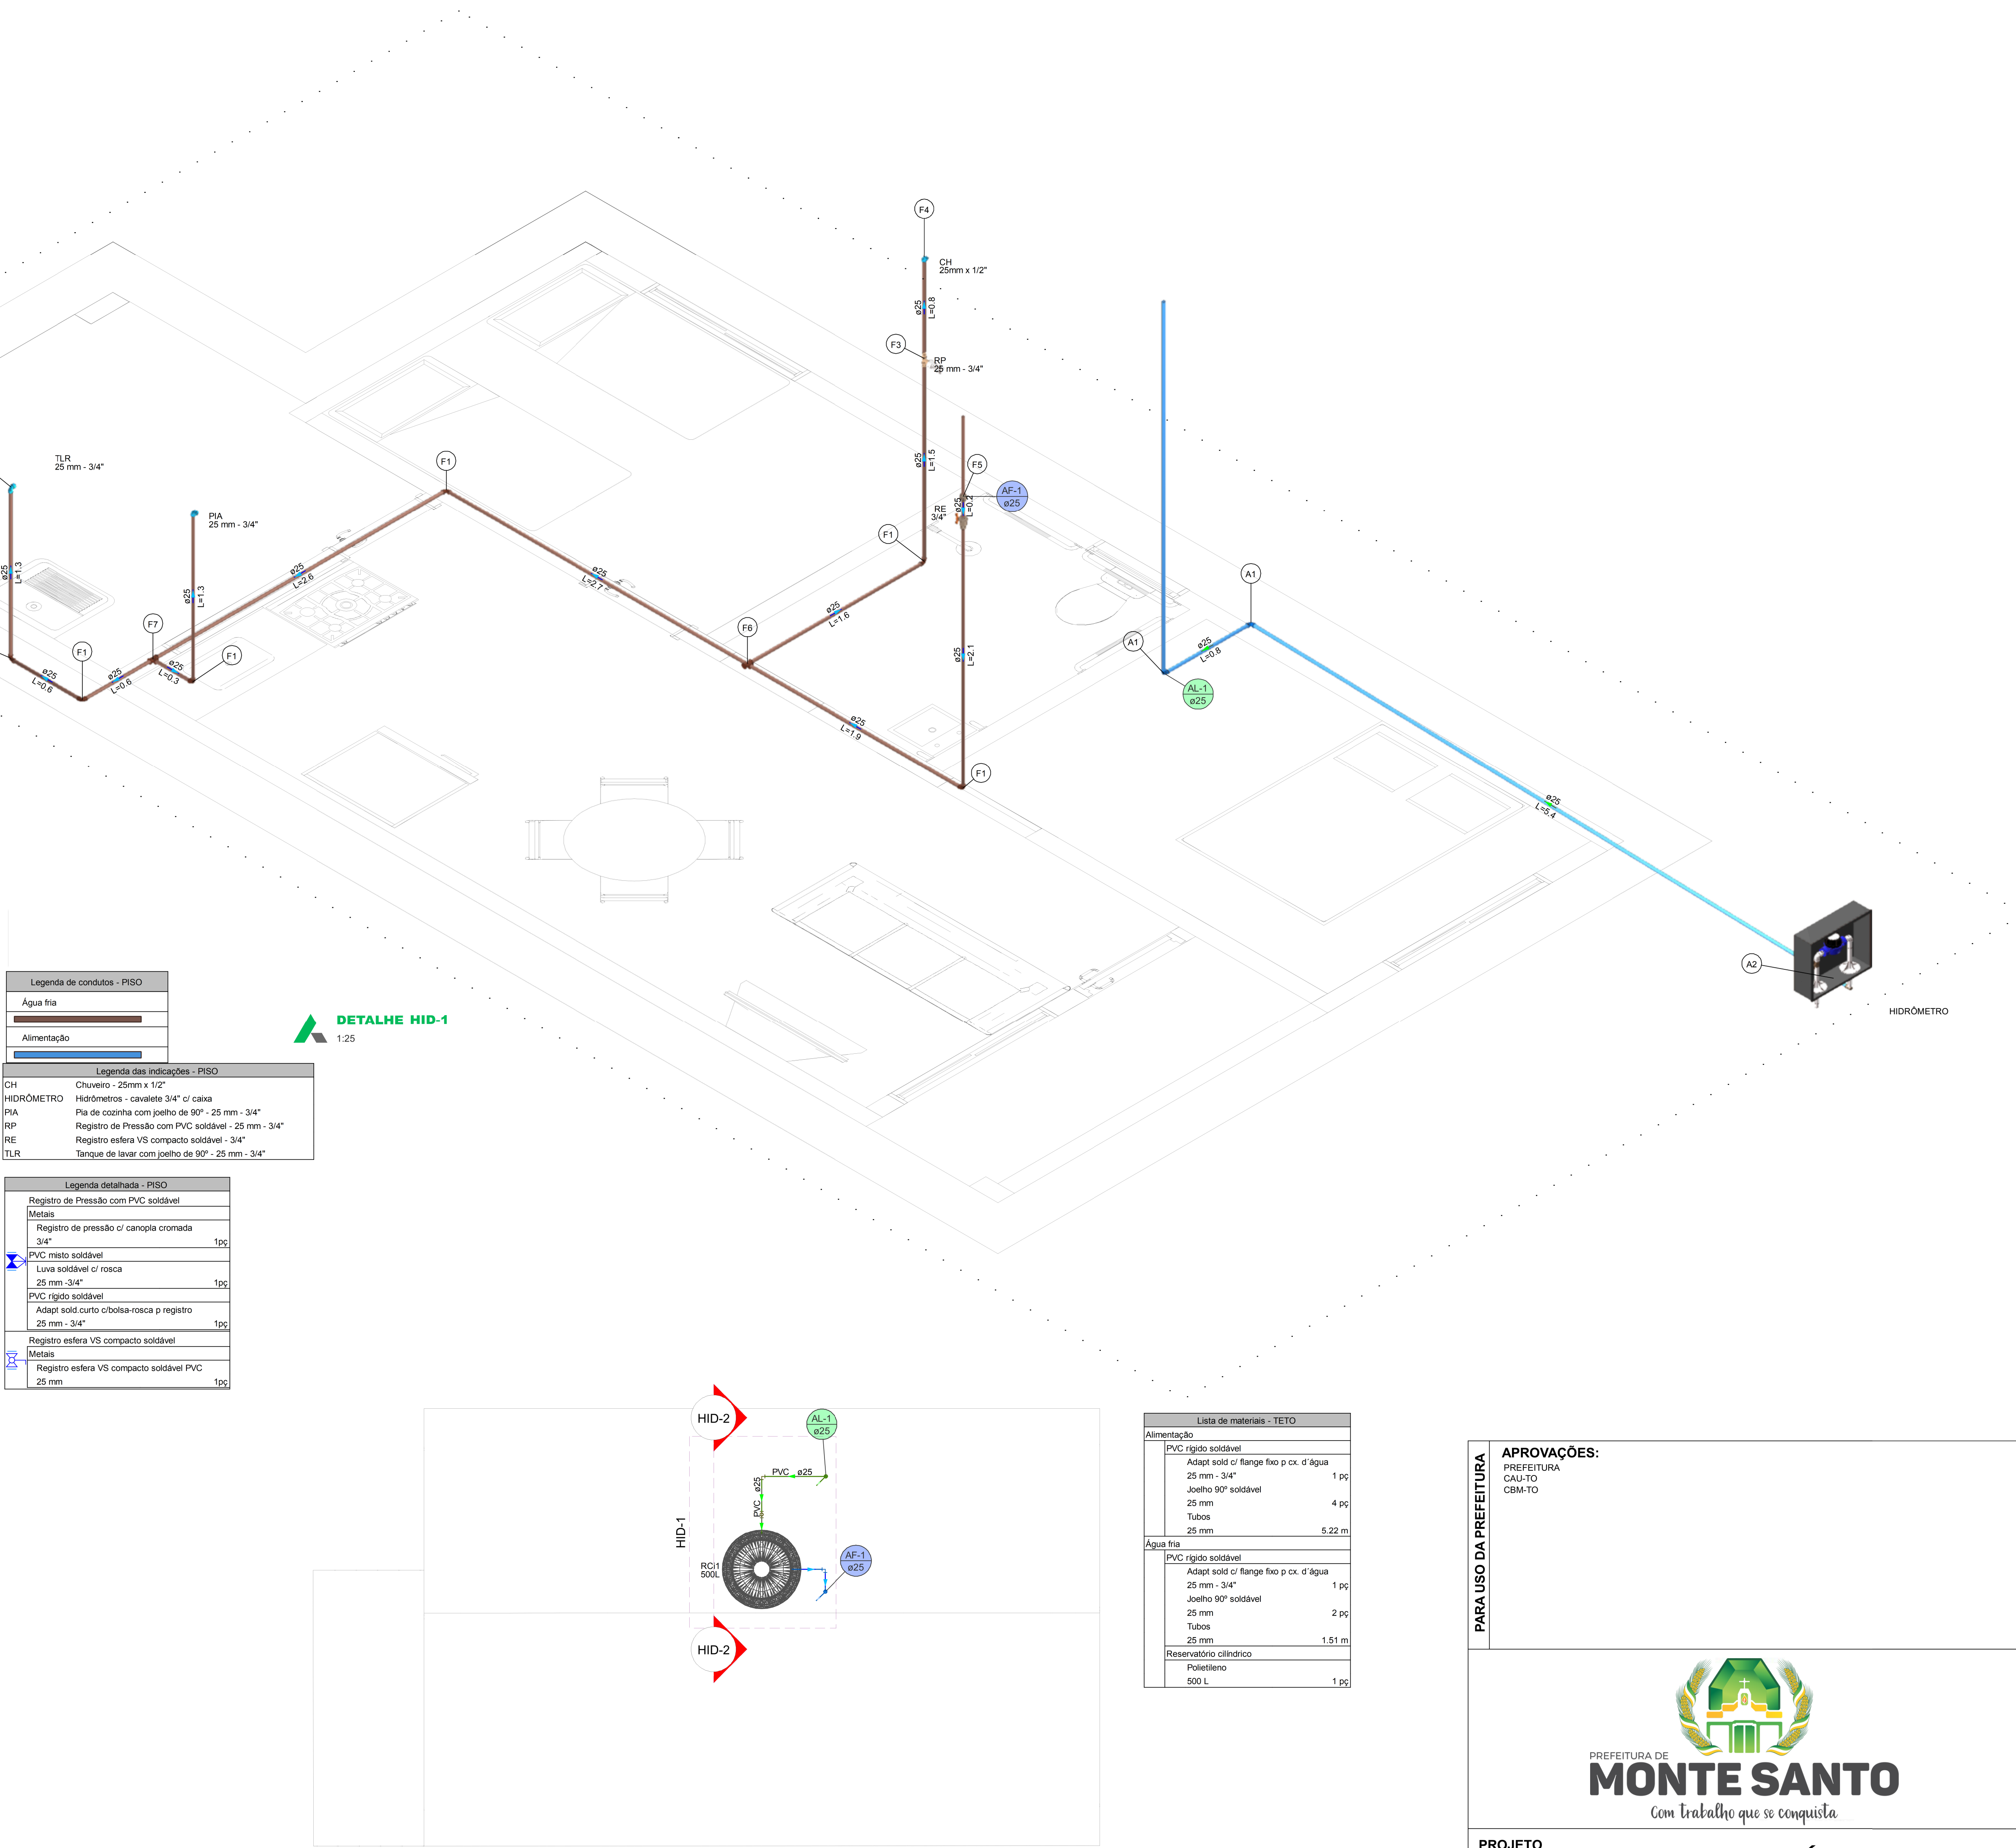 F4
CH
25mm x 1/2"
ø25
L=0.8
F3
RP
25 mm - 3/4"
ø25
L=1.5
F5
AF-1
ø25
ø25
L=0.2
RE
3/4"
F1
TLR
25 mm - 3/4"
F1
PIA
25 mm - 3/4"
ø25
L=1.3
ø25
L=1.3
ø25
L=2.6
ø25
L=2.7
ø25
L=1.6
A1
A1
ø25
L=0.8
AL-1
ø25
F7
F1
F1
F6
ø25
L=0.6
ø25
L=0.6
ø25
L=0.3
ø25
L=2.1
ø25
L=1.9
F1
ø25
L=5.4
A2
HIDRÔMETRO
Legenda de condutos - PISO
Água fria
Alimentação
DETALHE HID-1
1:25
Legenda das indicações - PISO
CH Chuveiro - 25mm x 1/2"
HIDRÔMETRO Hidrômetros - cavalete 3/4" c/ caixa
PIA Pia de cozinha com joelho de 90º - 25 mm - 3/4"
RP Registro de Pressão com PVC soldável - 25 mm - 3/4"
RE Registro esfera VS compacto soldável - 3/4"
TLR Tanque de lavar com joelho de 90º - 25 mm - 3/4"
Legenda detalhada - PISO
Registro de Pressão com PVC soldável
Metais
Registro de pressão c/ canopla cromada
3/4" 1pç
PVC misto soldável
Luva soldável c/ rosca
25 mm -3/4" 1pç
PVC rígido soldável
Adapt sold.curto c/bolsa-rosca p registro
25 mm - 3/4" 1pç
Registro esfera VS compacto soldável
Metais
Registro esfera VS compacto soldável PVC
25 mm 1pç
HID-2
AL-1
ø25
PVC ø25
PVC ø25
HID-1
RCi1
500L
AF-1
ø25
HID-2
Lista de materiais - TETO
Alimentação
PVC rígido soldável
Adapt sold c/ flange fixo p cx. d´água
25 mm - 3/4" 1 pç
Joelho 90º soldável
25 mm 4 pç
Tubos
25 mm 5.22 m
Água fria
PVC rígido soldável
Adapt sold c/ flange fixo p cx. d´água
25 mm - 3/4" 1 pç
Joelho 90º soldável
25 mm 2 pç
Tubos
25 mm 1.51 m
Reservatório cilíndrico
Polietileno
500 L 1 pç
PARA USO DA PREFEITURA
APROVAÇÕES:
PREFEITURA
CAU-TO
CBM-TO
PREFEITURA DE
MONTE SANTO
Com trabalho que se conquista
PROJETO